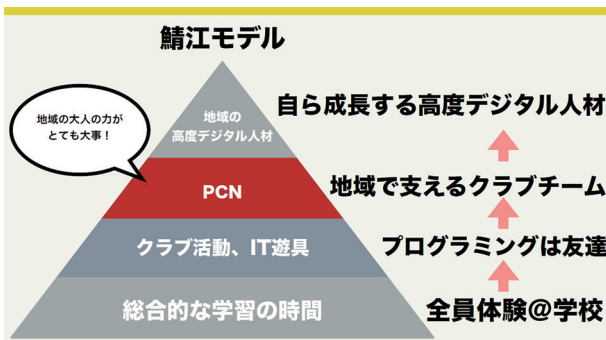 鯖江モデル
地域の大人の力が
とても大事！
地域の
高度デジタル人材
自ら成長する高度デジタル人材
PCN
地域で支えるクラブチーム
クラブ活動、IT遊具
プログラミングは友達
総合的な学習の時間
全員体験@学校